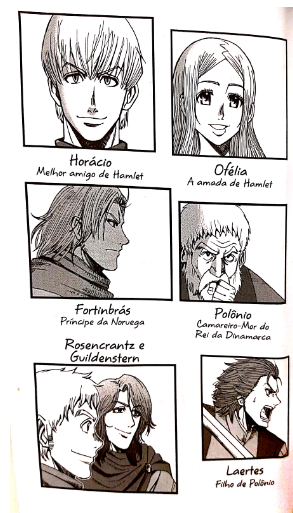 Horácio
Melhor amigo de Hamlet
Ofélia
A amada de Hamlet
Fortinbrás
Príncipe da Noruega
Polônio
Camareiro-Mor do
Rei da Dinamarca
Rosencrantz e
Guildenstern
Laertes
Filho de Polônio